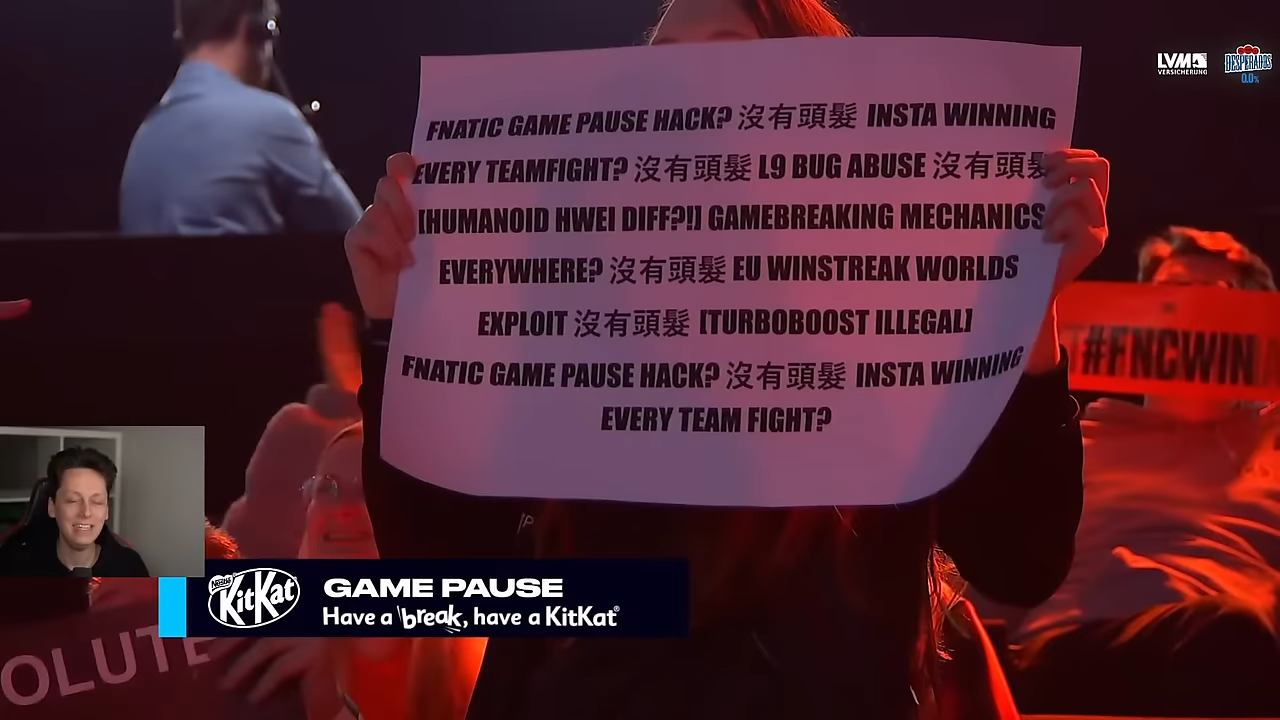 FNATIC GAME PAUSE HACK? 沒有頭髮 INSTA WINNING
EVERY TEAMFIGHT? 沒有頭髮 L9 BUG ABUSE 沒有頭髮
[HUMANOID HWEI DIFF?!] GAMEBREAKING MECHANICS
EVERYWHERE? 沒有頭髮 EU WINSTREAK WORLDS
EXPLOIT 沒有頭髮 [TURBOBOOST ILLEGAL]
FNATIC GAME PAUSE HACK? 沒有頭髮 INSTA WINNING
EVERY TEAM FIGHT?
LVM
VERSICHERUNG
DESPERADOS
0.0%
#FNCWIN
Nestlé
KitKat
GAME PAUSE
Have a break, have a KitKat®
OLUTE